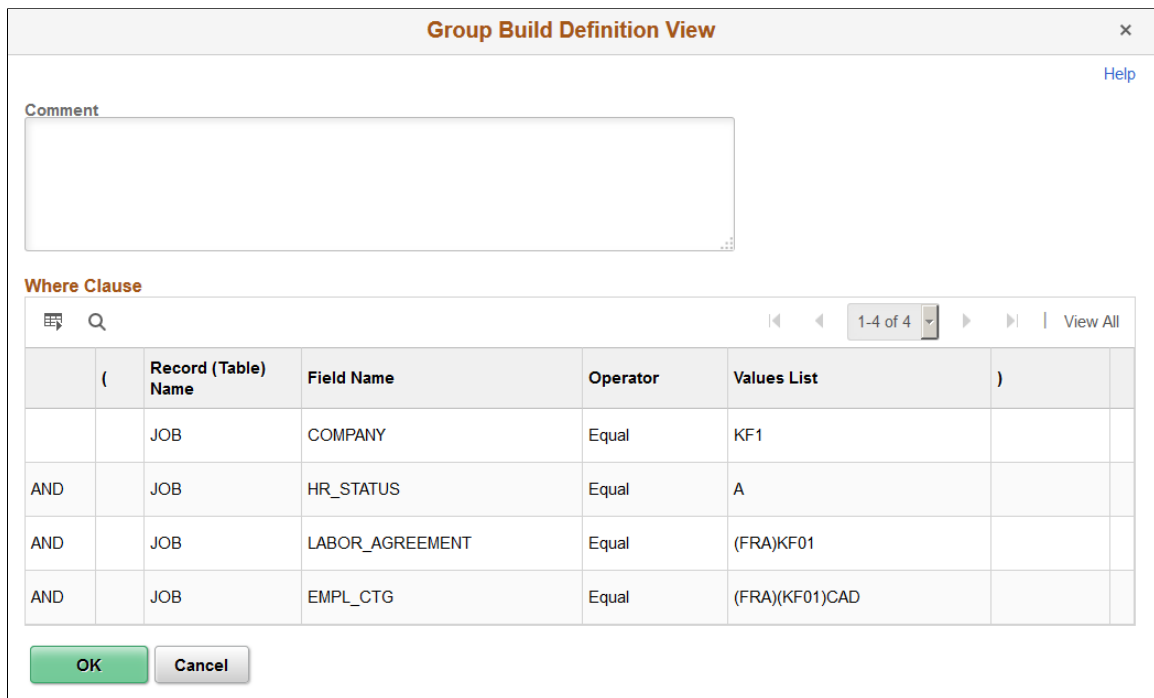 Group Build Definition View
×
Help
Comment
Where Clause
1-4 of 4 | View All
( Record (Table) Name Field Name Operator Values List )
JOB COMPANY Equal KF1
AND JOB HR_STATUS Equal A
AND JOB LABOR_AGREEMENT Equal (FRA)KF01
AND JOB EMPL_CTG Equal (FRA)(KF01)CAD
OK Cancel